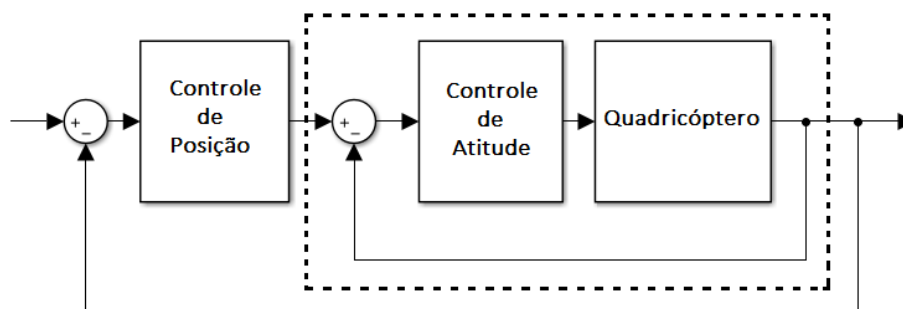 Controle
de
Posição
Controle
de
Atitude
Quadricóptero
+
−
+
−